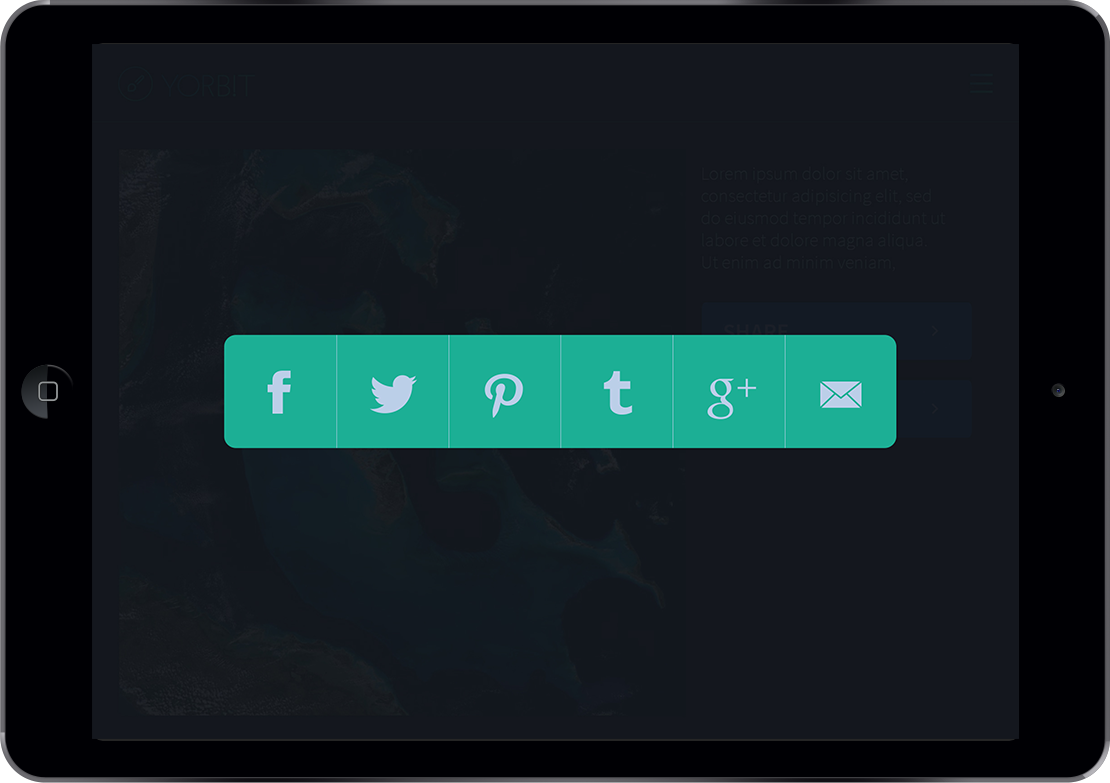 YORBIT
Lorem ipsum dolor sit amet,
consectetur adipisicing elit, sed
do eiusmod tempor incididunt ut
labore et dolore magna aliqua.
Ut enim ad minim veniam,
SHARE
f t g+